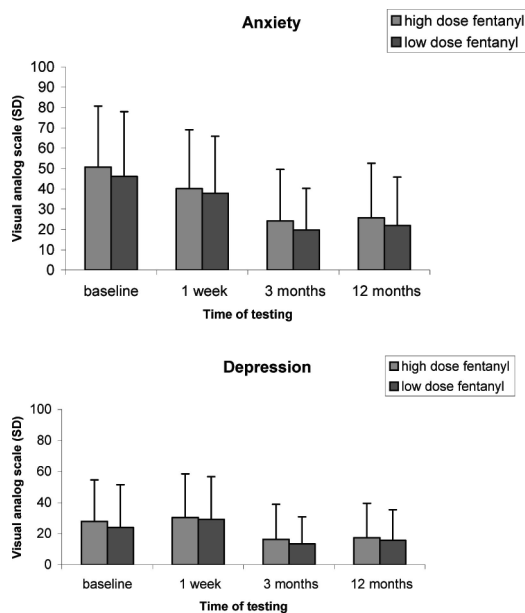 Anxiety
high dose fentanyl
low dose fentanyl
Visual analog scale (SD)
100
90
80
70
60
50
40
30
20
10
0
baseline 1 week 3 months 12 months
Time of testing
Depression
high dose fentanyl
low dose fentanyl
Visual analog scale (SD)
100
80
60
40
20
0
baseline 1 week 3 months 12 months
Time of testing